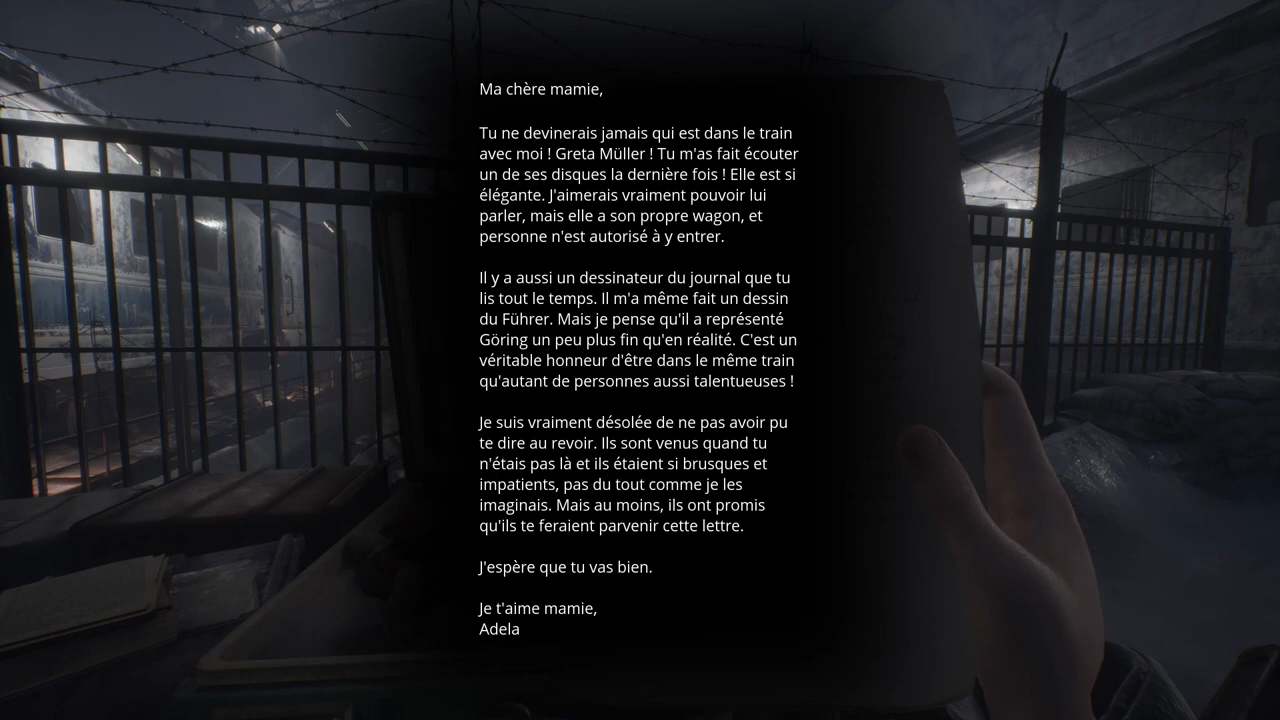 Ma chère mamie,
Tu ne devinerais jamais qui est dans le train
avec moi ! Greta Müller ! Tu m'as fait écouter
un de ses disques la dernière fois ! Elle est si
élégante. J'aimerais vraiment pouvoir lui
parler, mais elle a son propre wagon, et
personne n'est autorisé à y entrer.
Il y a aussi un dessinateur du journal que tu
lis tout le temps. Il m'a même fait un dessin
du Führer. Mais je pense qu'il a représenté
Göring un peu plus fin qu'en réalité. C'est un
véritable honneur d'être dans le même train
qu'autant de personnes aussi talentueuses !
Je suis vraiment désolée de ne pas avoir pu
te dire au revoir. Ils sont venus quand tu
n'étais pas là et ils étaient si brusques et
impatients, pas du tout comme je les
imaginais. Mais au moins, ils ont promis
qu'ils te feraient parvenir cette lettre.
J'espère que tu vas bien.
Je t'aime mamie,
Adela